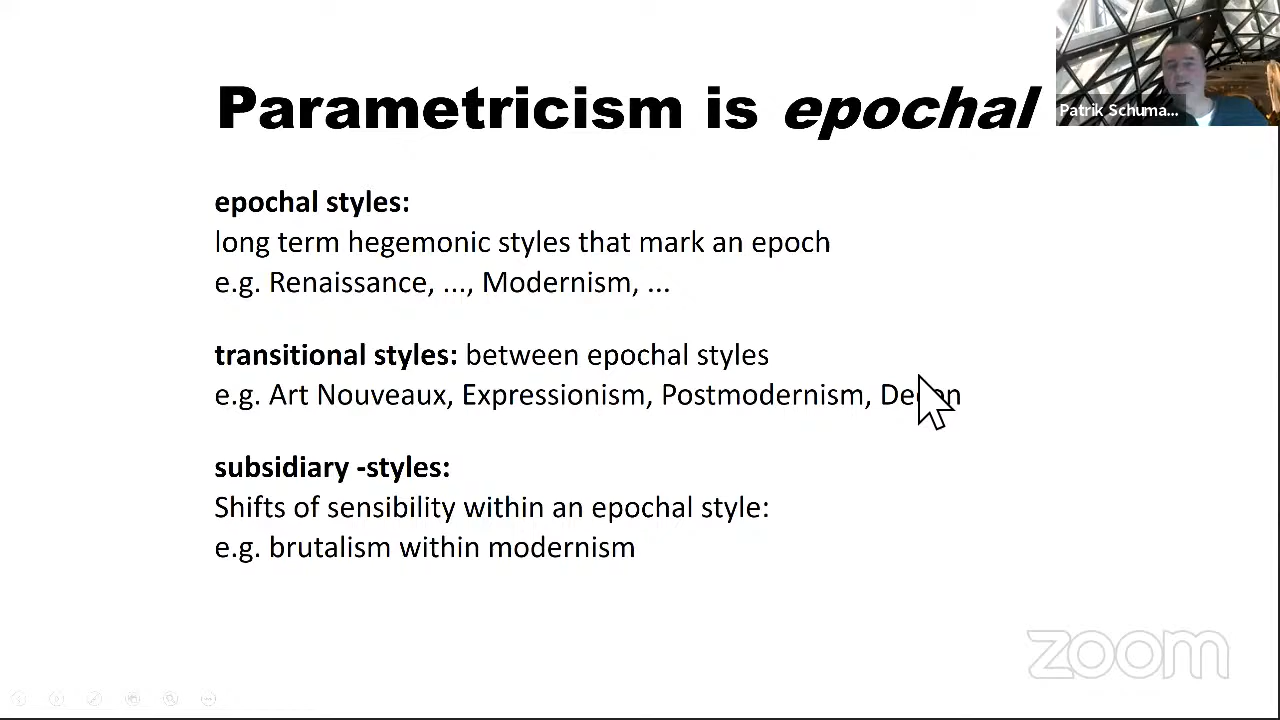 Parametricism is epochal
Patrik Schuma...
epochal styles:
long term hegemonic styles that mark an epoch
e.g. Renaissance, ..., Modernism, ...
transitional styles: between epochal styles
e.g. Art Nouveaux, Expressionism, Postmodernism,
subsidiary -styles:
Shifts of sensibility within an epochal style:
e.g. brutalism within modernism
zoom